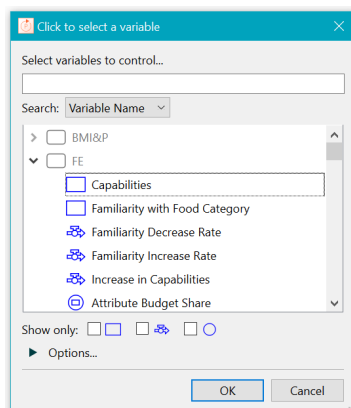 Click to select a variable
Select variables to control...
Search: Variable Name
BMI&P
FE
Capabilities
Familiarity with Food Category
Familiarity Decrease Rate
Familiarity Increase Rate
Increase in Capabilities
Attribute Budget Share
Show only:
Options...
OK Cancel